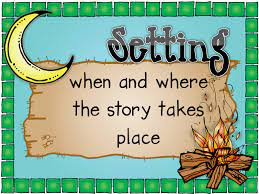 Setting
when and where
the story takes
place